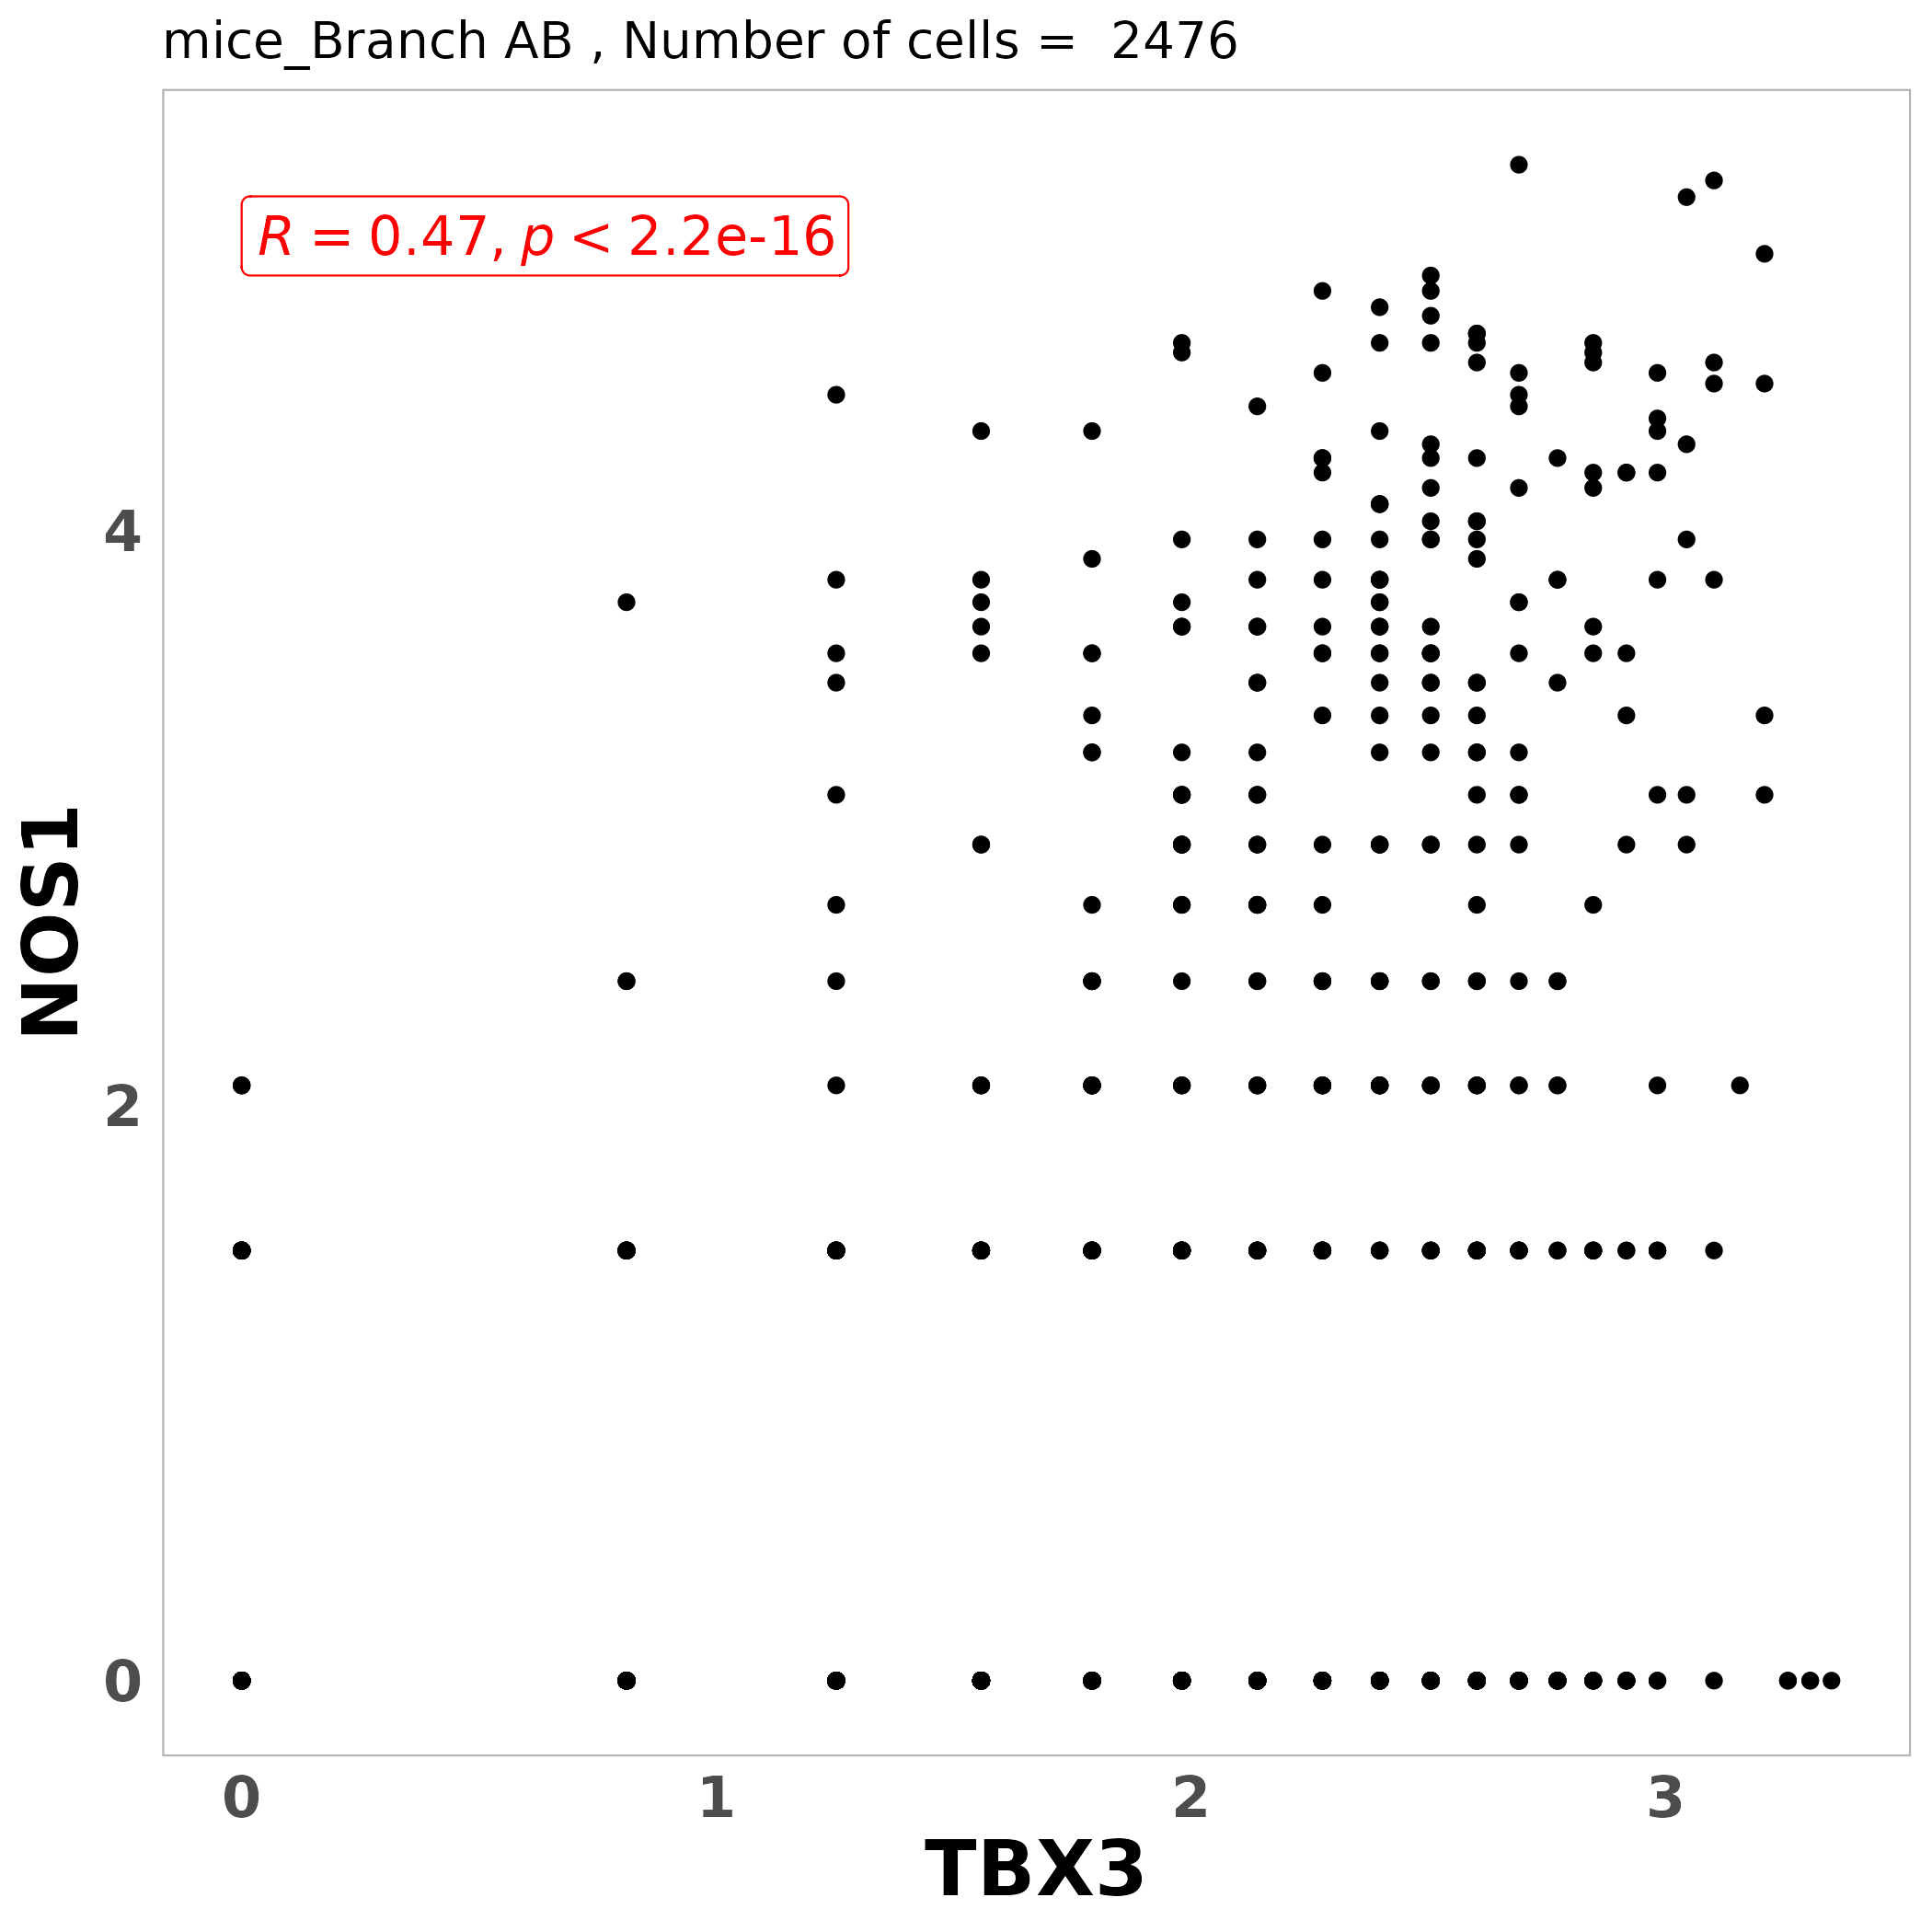 mice_Branch AB , Number of cells = 2476
R = 0.47, p < 2.2e-16
4
2
0
NOS1
0 1 2 3
TBX3